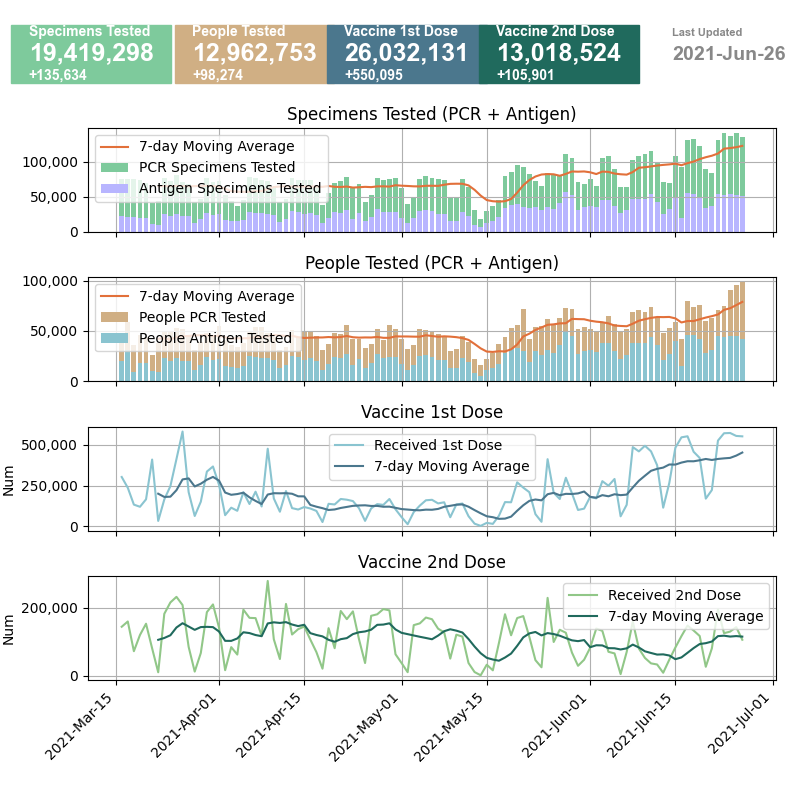 Specimens Tested
19,419,298
+135,634
People Tested
12,962,753
+98,274
Vaccine 1st Dose
26,032,131
+550,095
Vaccine 2nd Dose
13,018,524
+105,901
Last Updated
2021-Jun-26
Specimens Tested (PCR + Antigen)
7-day Moving Average
PCR Specimens Tested
Antigen Specimens Tested
100,000
50,000
0
People Tested (PCR + Antigen)
7-day Moving Average
People PCR Tested
People Antigen Tested
100,000
50,000
0
Vaccine 1st Dose
Received 1st Dose
7-day Moving Average
500,000
250,000
0
Num
Vaccine 2nd Dose
Received 2nd Dose
7-day Moving Average
200,000
0
Num
2021-Mar-15
2021-Apr-01
2021-Apr-15
2021-May-01
2021-May-15
2021-Jun-01
2021-Jun-15
2021-Jul-01